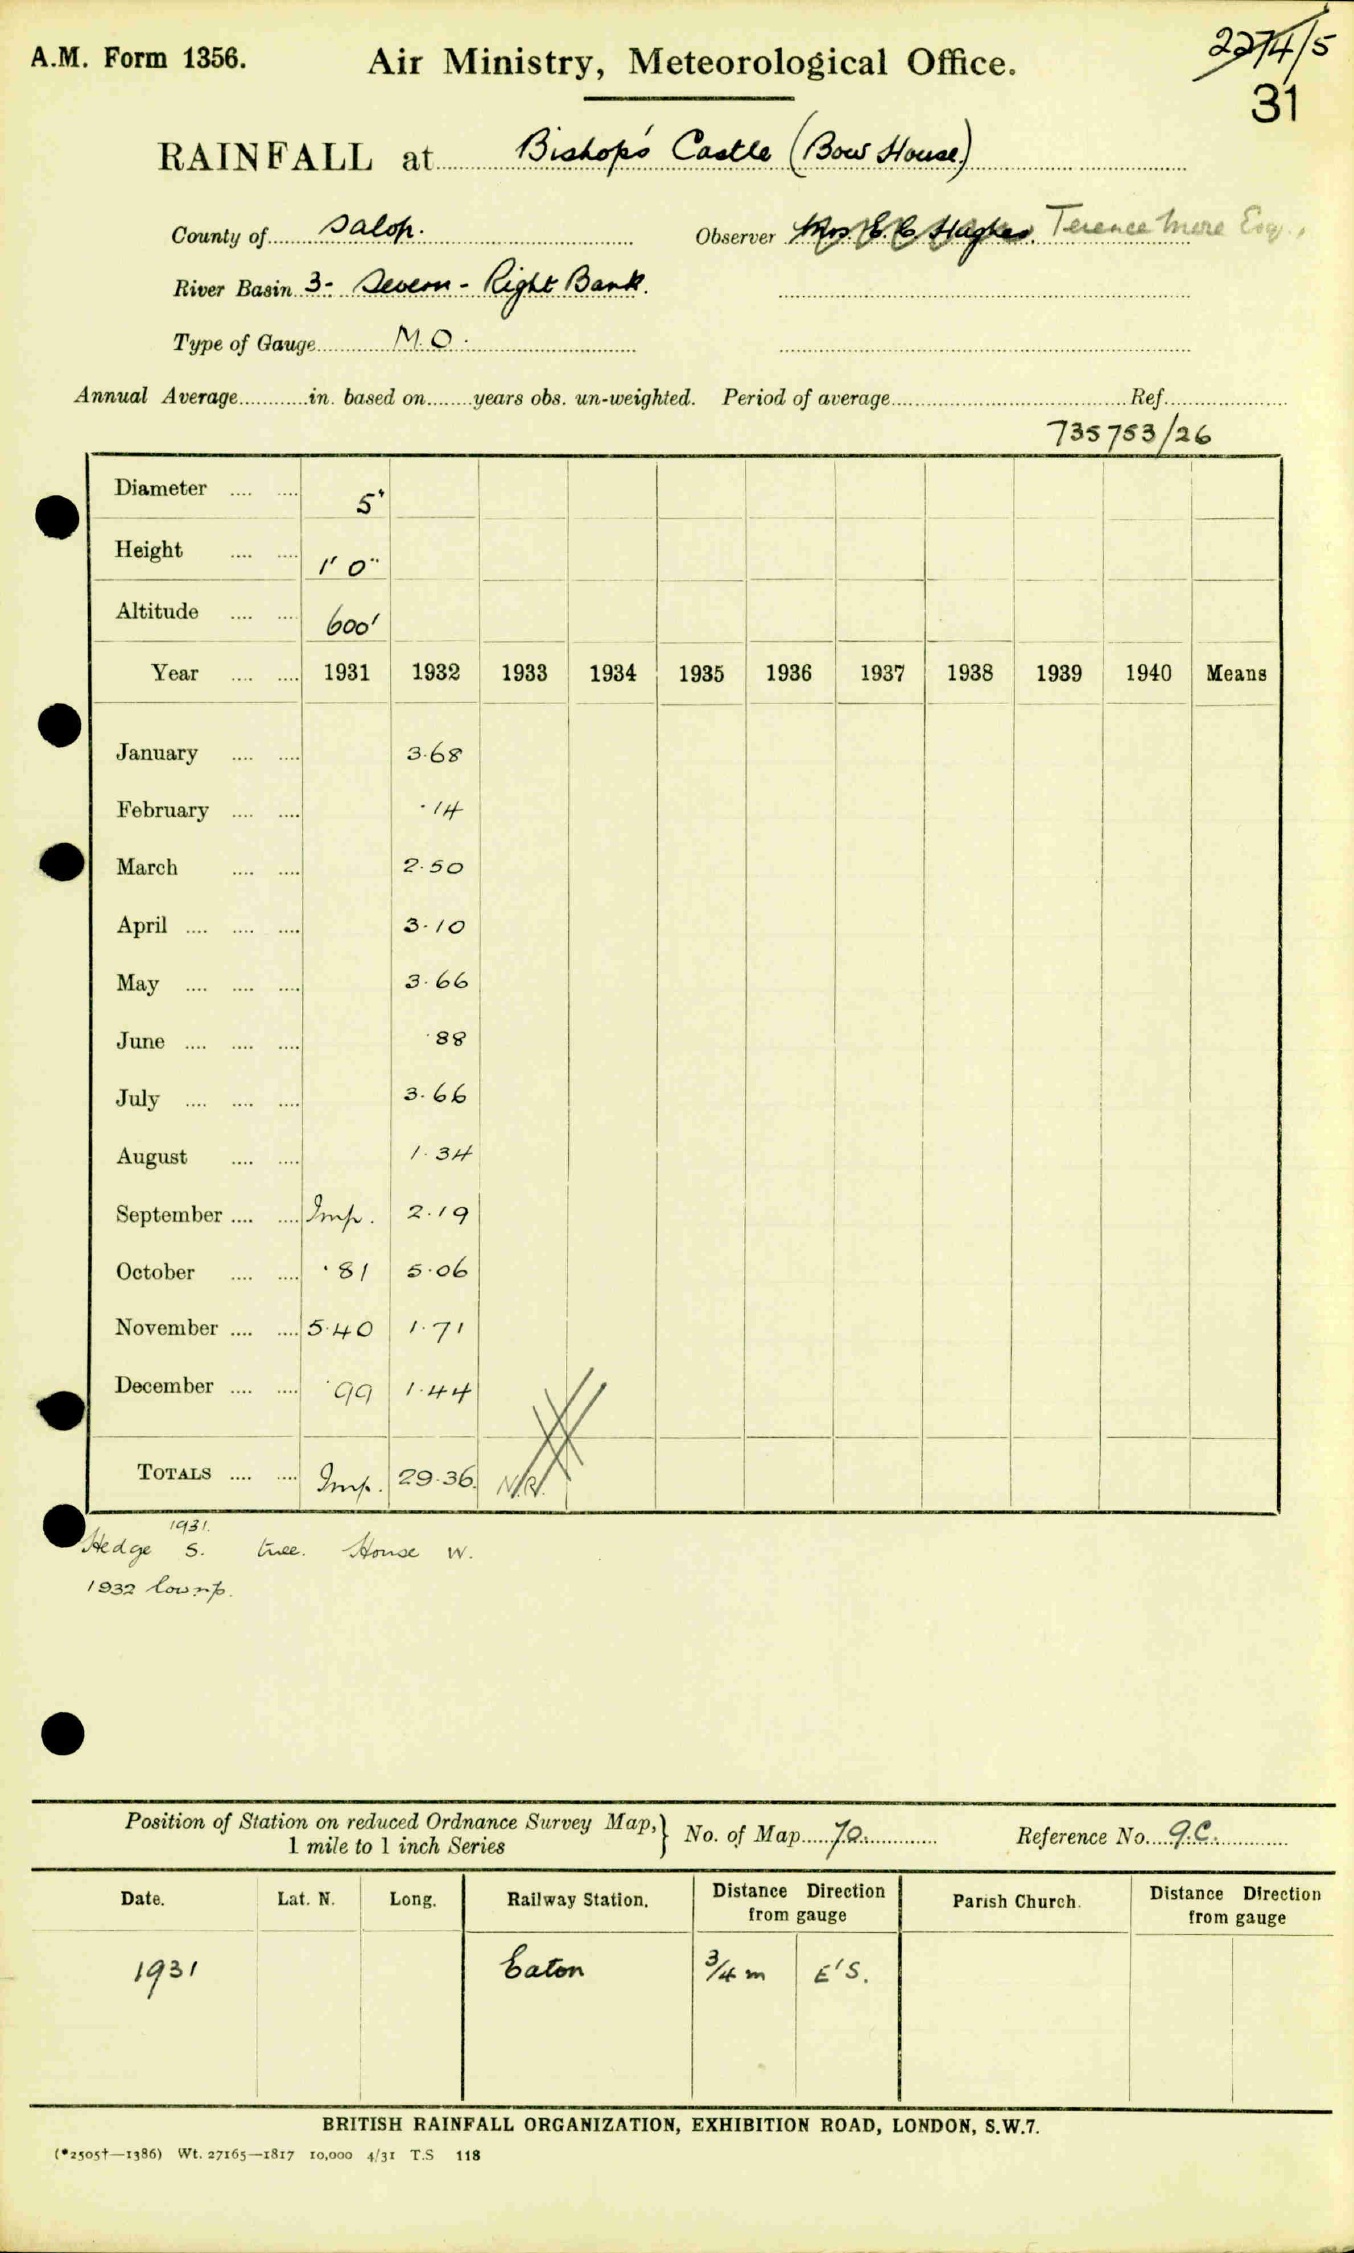 A.M. Form 1356.
Air Ministry, Meteorological Office.
2274/5
31
RAINFALL at Bishop's Castle (Bow House.)
County of Salop.
Observer Mrs. E. C. Hughes. Terence Mere Esq.,
River Basin 3- Severn - Right Bank.
Type of Gauge M.O.
Annual Average in. based on years obs. un-weighted. Period of average Ref.
735753/26
Diameter .... .... 5"
Height .... .... 1' 0"
Altitude .... .... 600'
Year .... .... 1931 1932 1933 1934 1935 1936 1937 1938 1939 1940 Means
January .... .... 3.68
February .... .... .14
March .... .... 2.50
April .... .... .... 3.10
May .... .... .... 3.66
June .... .... .... .88
July .... .... .... 3.66
August .... .... 1.34
September .... .... Imp. 2.19
October .... .... .81 5.06
November .... .... 5.40 1.71
December .... .... .99 1.44
TOTALS .... .... Imp. 29.36 N.R.
1931.
Hedge S. tree. House W.
1932
Position of Station on reduced Ordnance Survey Map, 1 mile to 1 inch Series } No. of Map 70. Reference No. 9.C.
Date. Lat. N. Long. Railway Station. Distance Direction from gauge Parish Church. Distance Direction from gauge
1931 Eaton 3/4 m E'S.
BRITISH RAINFALL ORGANIZATION, EXHIBITION ROAD, LONDON, S.W.7.
(*2505†—1386) Wt. 27165—1817 10,000 4/31 T.S 118